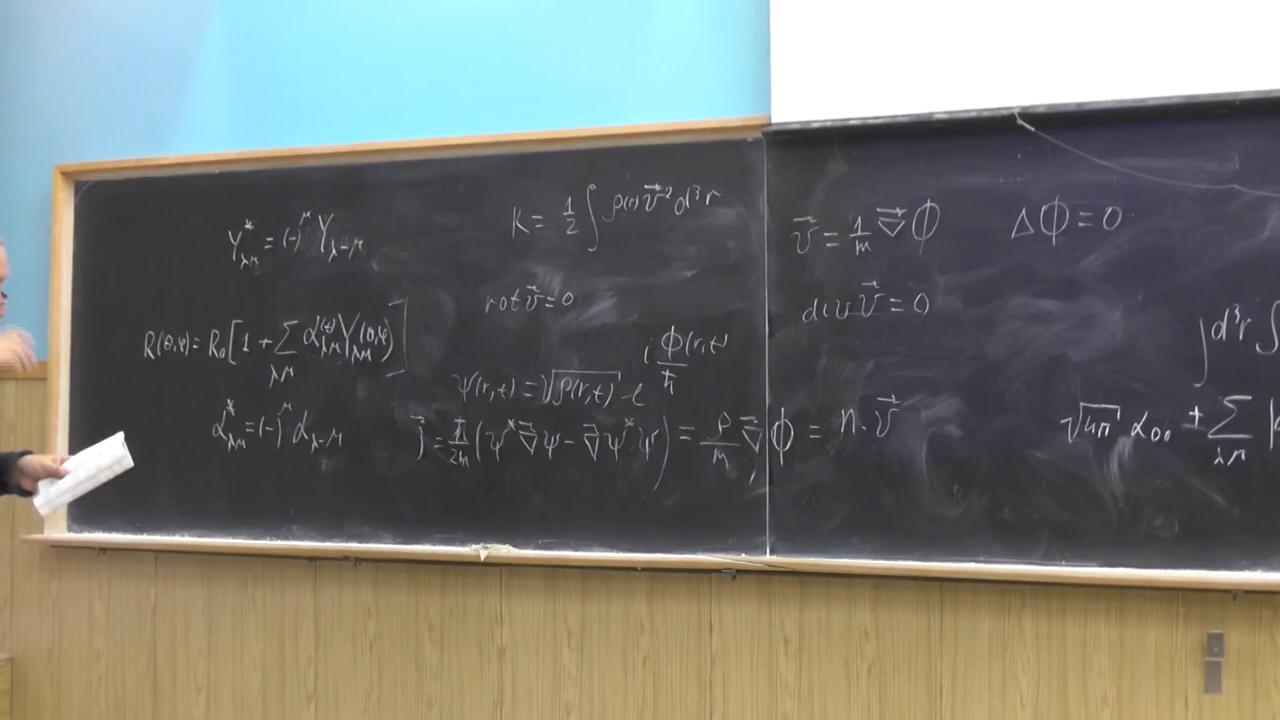 Y*_{λμ} = (-)^μ Y_{λ-μ}
R(θ,φ) = R₀[1 + Σ_{λμ} α_{λμ}^{(t)} Y_{λμ}(θ,φ)]
α*_{λμ} = (-)^μ α_{λ-μ}
K = 1/2 ∫ ρ(r) v⃗² d³r
rot v⃗ = 0
ψ(r,t) = √ρ(r,t) e^{i ϕ(r,t)/ħ}
j⃗ = ħ/2m (ψ* ∇⃗ψ - ∇⃗ψ* ψ) = ρ/m ∇⃗ϕ = n · v⃗
v⃗ = 1/m ∇⃗ϕ
Δϕ = 0
div v⃗ = 0
∫d³r ∫
√4π α₀₀ + Σ_{λμ} |